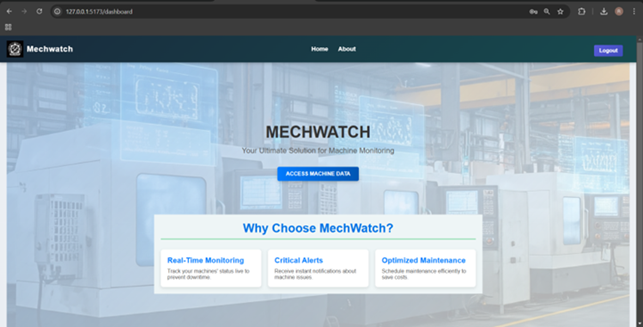 127.0.0.1:5173/dashboard
Mechwatch
Home About
Logout
MECHWATCH
Your Ultimate Solution for Machine Monitoring
ACCESS MACHINE DATA
Why Choose MechWatch?
Real-Time Monitoring
Track your machines' status live to
prevent downtime.
Critical Alerts
Receive instant notifications about
machine issues.
Optimized Maintenance
Schedule maintenance efficiently to
save costs.